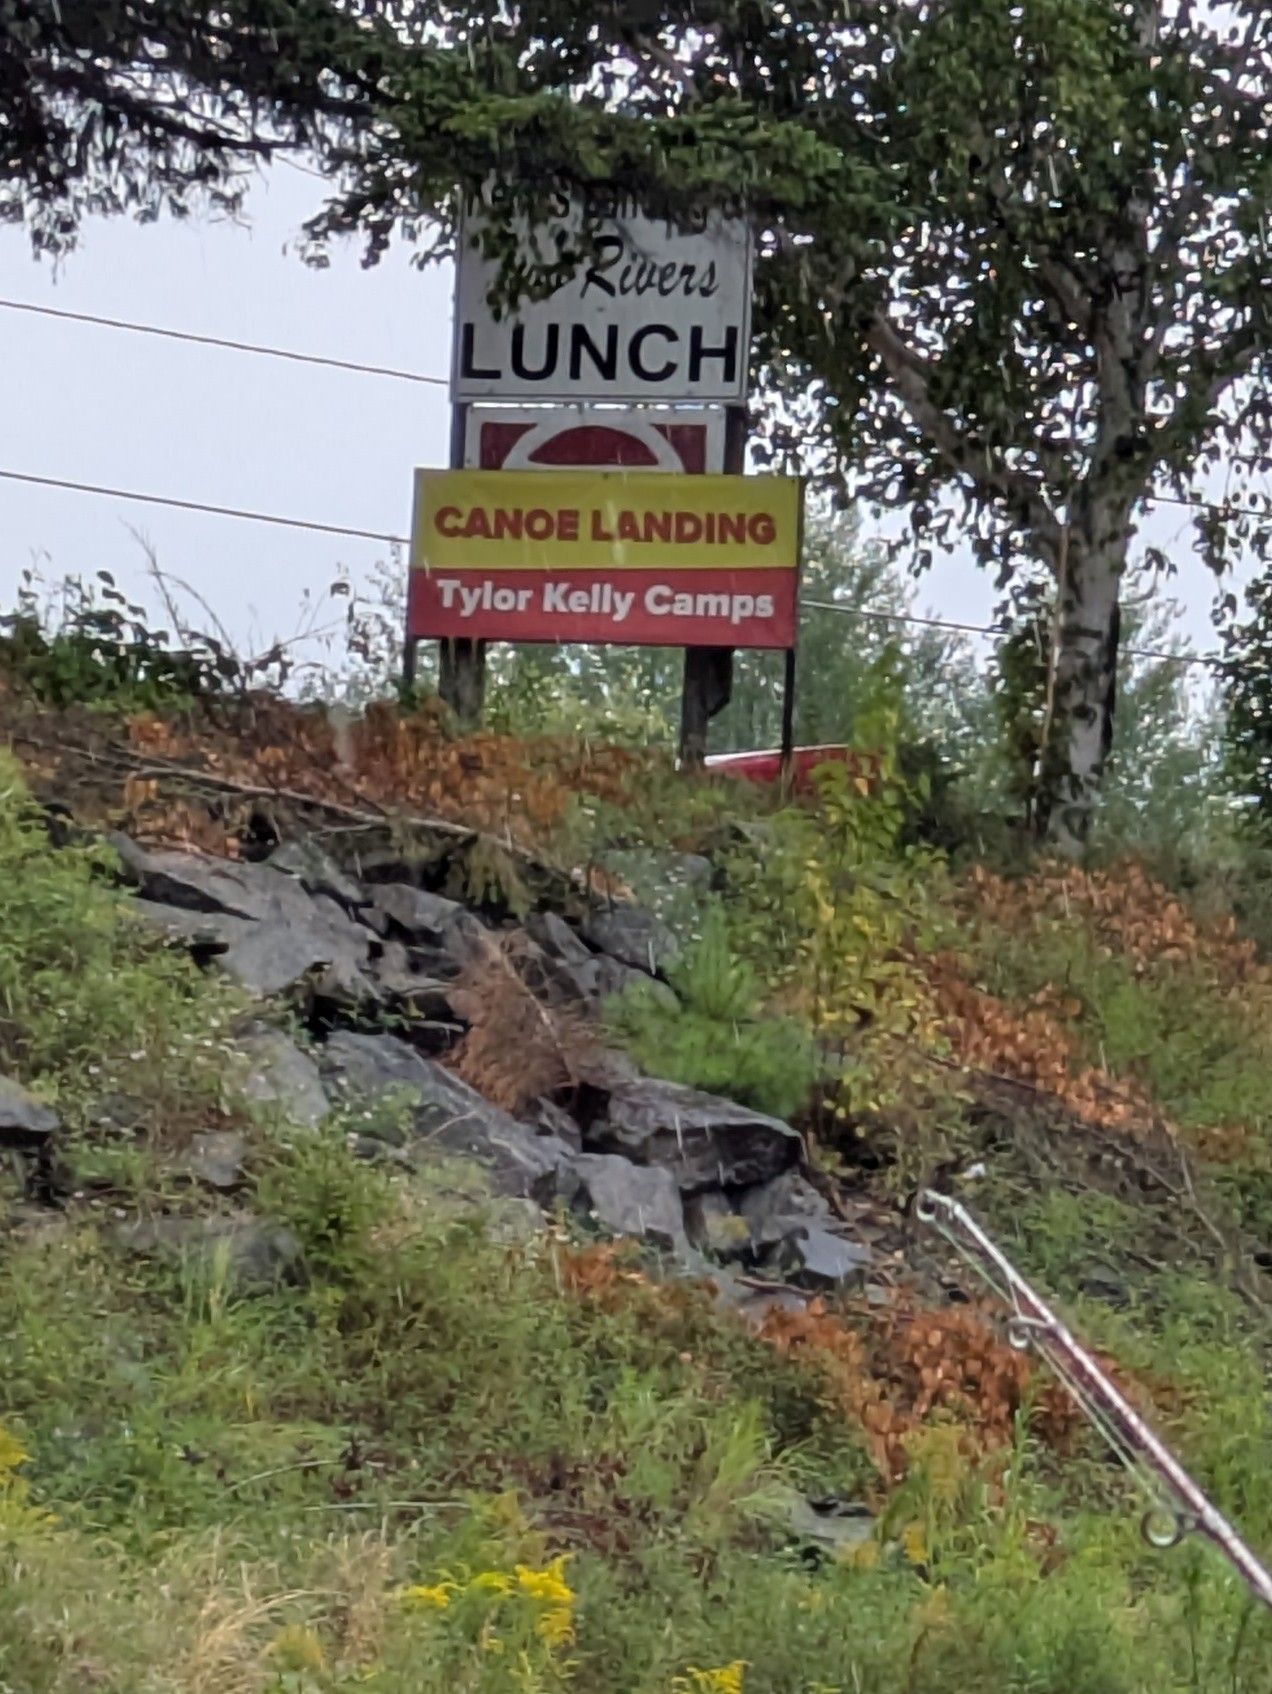 Rivers
LUNCH
CANOE LANDING
Tylor Kelly Camps